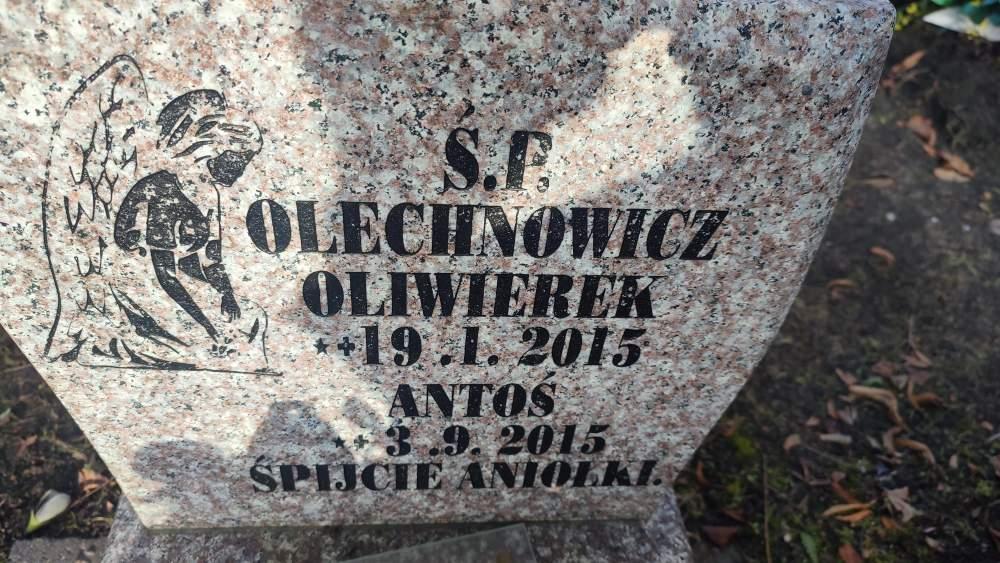 Ś.P.
OLECHNOWICZ
OLIWIEREK
*+19.1.2015
ANTOŚ
*+3.9.2015
ŚPIJCIE ANIOŁKI.